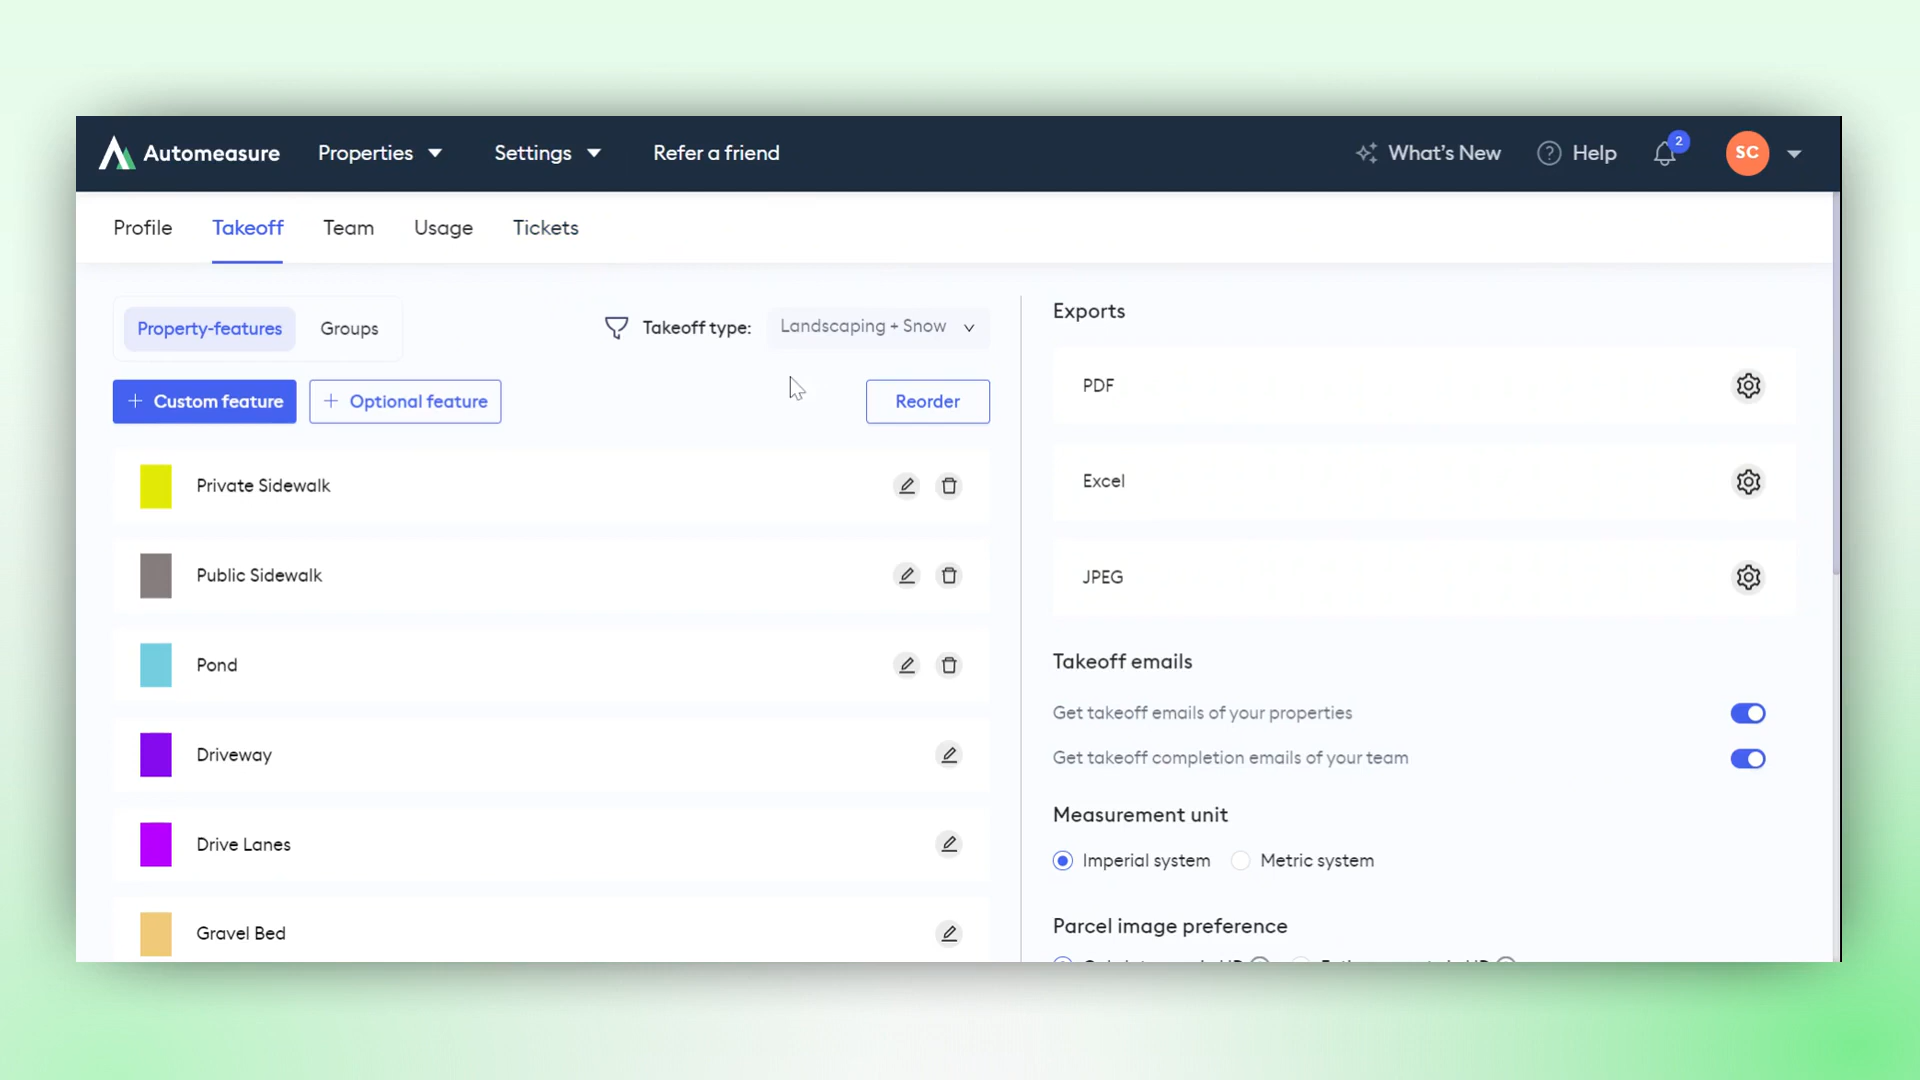 Automeasure Properties Settings Refer a friend What's New Help 2 SC
Profile Takeoff Team Usage Tickets
Property-features Groups Takeoff type: Landscaping + Snow
+ Custom feature + Optional feature Reorder
Private Sidewalk
Public Sidewalk
Pond
Driveway
Drive Lanes
Gravel Bed
Exports
PDF
Excel
JPEG
Takeoff emails
Get takeoff emails of your properties
Get takeoff completion emails of your team
Measurement unit
Imperial system Metric system
Parcel image preference